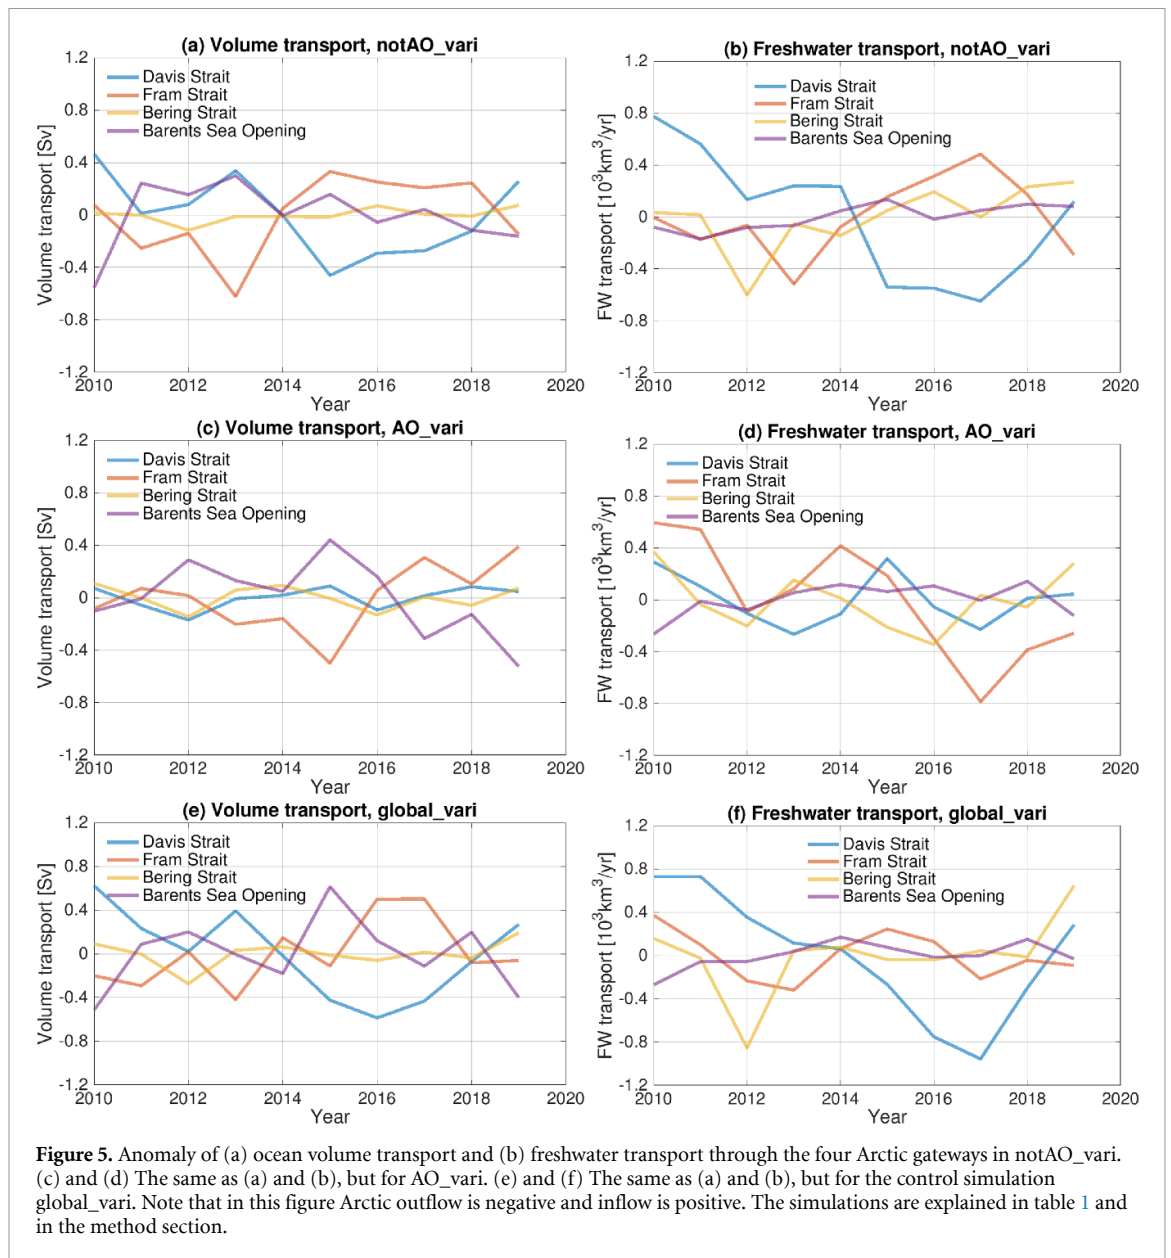 (a) Volume transport, notAO_vari
Volume transport [Sv]
1.2
0.8
0.4
0
-0.4
-0.8
-1.2
Davis Strait
Fram Strait
Bering Strait
Barents Sea Opening
2010 2012 2014 2016 2018 2020
Year
(b) Freshwater transport, notAO_vari
FW transport [10³km³/yr]
1.2
0.8
0.4
0
-0.4
-0.8
-1.2
Davis Strait
Fram Strait
Bering Strait
Barents Sea Opening
2010 2012 2014 2016 2018 2020
Year
(c) Volume transport, AO_vari
Volume transport [Sv]
1.2
0.8
0.4
0
-0.4
-0.8
-1.2
Davis Strait
Fram Strait
Bering Strait
Barents Sea Opening
2010 2012 2014 2016 2018 2020
Year
(d) Freshwater transport, AO_vari
FW transport [10³km³/yr]
1.2
0.8
0.4
0
-0.4
-0.8
-1.2
Davis Strait
Fram Strait
Bering Strait
Barents Sea Opening
2010 2012 2014 2016 2018 2020
Year
(e) Volume transport, global_vari
Volume transport [Sv]
1.2
0.8
0.4
0
-0.4
-0.8
-1.2
Davis Strait
Fram Strait
Bering Strait
Barents Sea Opening
2010 2012 2014 2016 2018 2020
Year
(f) Freshwater transport, global_vari
FW transport [10³km³/yr]
1.2
0.8
0.4
0
-0.4
-0.8
-1.2
Davis Strait
Fram Strait
Bering Strait
Barents Sea Opening
2010 2012 2014 2016 2018 2020
Year
Figure 5. Anomaly of (a) ocean volume transport and (b) freshwater transport through the four Arctic gateways in notAO_vari.
(c) and (d) The same as (a) and (b), but for AO_vari. (e) and (f) The same as (a) and (b), but for the control simulation
global_vari. Note that in this figure Arctic outflow is negative and inflow is positive. The simulations are explained in table 1 and
in the method section.